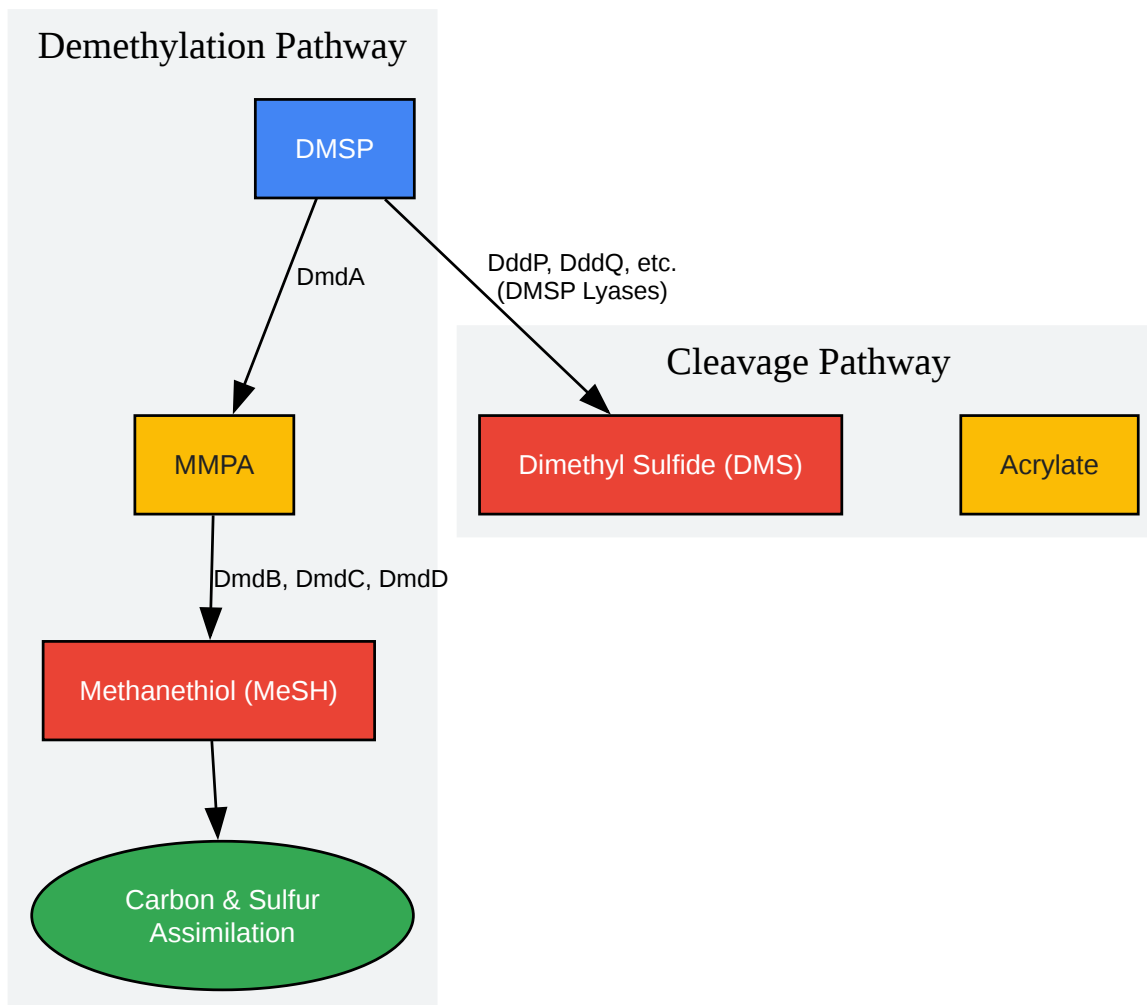 Demethylation Pathway
DMSP
DmdA
DddP, DddQ, etc.
(DMSP Lyases)
Cleavage Pathway
MMPA
Dimethyl Sulfide (DMS)
Acrylate
DmdB, DmdC, DmdD
Methanethiol (MeSH)
Carbon & Sulfur
Assimilation